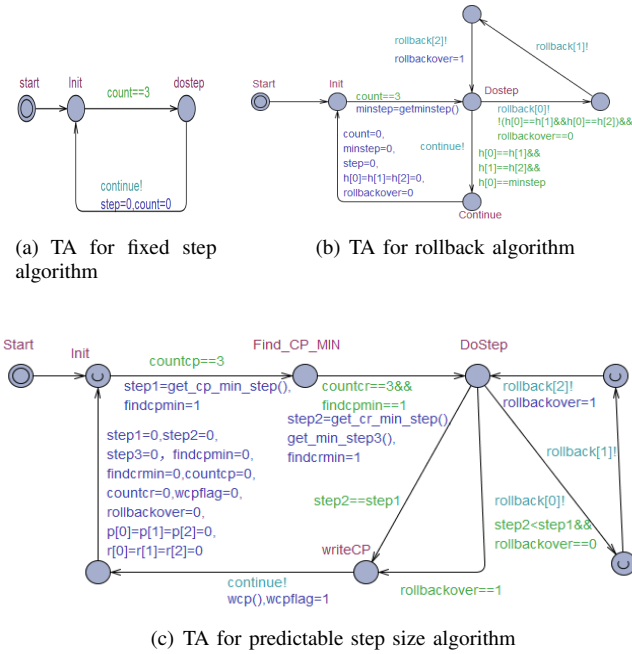 start
Init
count==3
dostep
continue!
step=0,count=0
(a) TA for fixed step
algorithm
rollback[2]!
rollbackover=1
rollback[1]!
Start
Init
count==3
minstep=getminstep()
Dostep
rollback[0]!
!(h[0]==h[1]&&h[0]==h[2])&&
rollbackover==0
count=0,
minstep=0,
step=0,
h[0]=h[1]=h[2]=0,
rollbackover=0
continue!
h[0]==h[1]&&
h[1]==h[2]&&
h[0]==minstep
Continue
(b) TA for rollback algorithm
Start
Init
countcp==3
step1=get_cp_min_step(),
findcpmin=1
Find_CP_MIN
countcr==3&&
findcpmin==1
step2=get_cr_min_step(),
get_min_step3(),
findcrmin=1
DoStep
rollback[2]!
rollbackover=1
rollback[1]!
step1=0,step2=0,
step3=0, findcpmin=0,
findcrmin=0,countcp=0,
countcr=0,wcpflag=0,
rollbackover=0,
p[0]=p[1]=p[2]=0,
r[0]=r[1]=r[2]=0
step2==step1
rollback[0]!
step2<step1&&
rollbackover==0
writeCP
continue!
wcp(),wcpflag=1
rollbackover==1
(c) TA for predictable step size algorithm